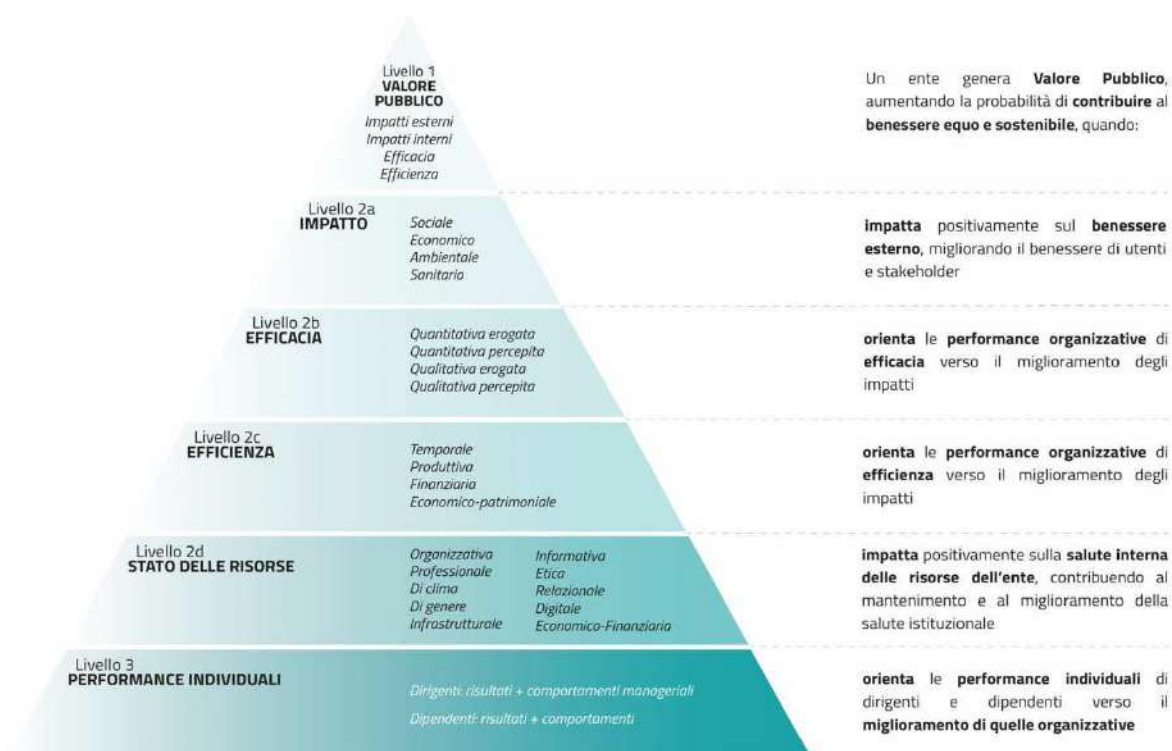 Livello 1
VALORE
PUBBLICO
Impatti esterni
Impatti interni
Efficacia
Efficienza
Un ente genera Valore Pubblico,
aumentando la probabilità di contribuire al
benessere equo e sostenibile, quando:
Livello 2a
IMPATTO
Sociale
Economico
Ambientale
Sanitario
impatta positivamente sul benessere
esterno, migliorando il benessere di utenti
e stakeholder
Livello 2b
EFFICACIA
Quantitativa erogata
Quantitativa percepita
Qualitativa erogata
Qualitativa percepita
orienta le performance organizzative di
efficacia verso il miglioramento degli
impatti
Livello 2c
EFFICIENZA
Temporale
Produttiva
Finanziaria
Economico-patrimoniale
orienta le performance organizzative di
efficienza verso il miglioramento degli
impatti
Livello 2d
STATO DELLE RISORSE
Organizzativa
Professionale
Di clima
Di genere
Infrastrutturale
Informativa
Etica
Relazionale
Digitale
Economico-Finanziaria
impatta positivamente sulla salute interna
delle risorse dell'ente, contribuendo al
mantenimento e al miglioramento della
salute istituzionale
Livello 3
PERFORMANCE INDIVIDUALI
Dirigenti: risultati + comportamenti manageriali
Dipendenti: risultati + comportamenti
orienta le performance individuali di
dirigenti e dipendenti verso il
miglioramento di quelle organizzative